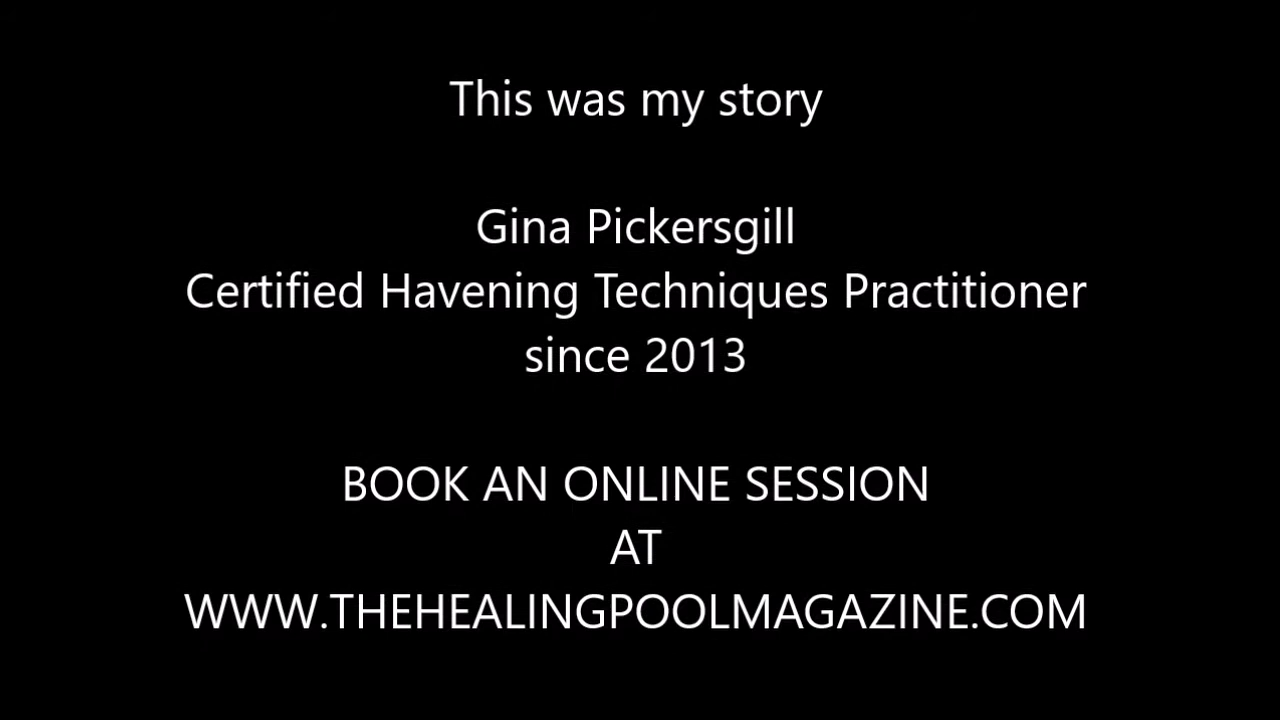 This was my story
Gina Pickersgill
Certified Havening Techniques Practitioner
since 2013
BOOK AN ONLINE SESSION
AT
WWW.THEHEALINGPOOLMAGAZINE.COM